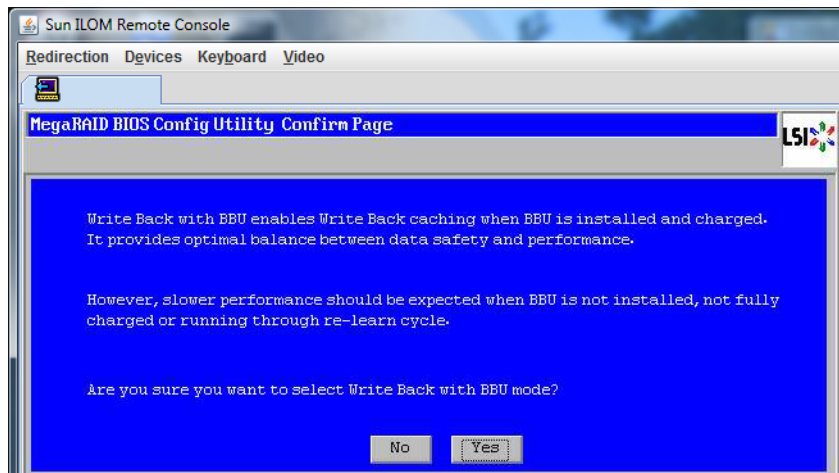 Sun ILOM Remote Console
Redirection Devices Keyboard Video
MegaRAID BIOS Config Utility Confirm Page
LSI
Write Back with BBU enables Write Back caching when BBU is installed and charged.
It provides optimal balance between data safety and performance.
However, slower performance should be expected when BBU is not installed, not fully
charged or running through re-learn cycle.
Are you sure you want to select Write Back with BBU mode?
No Yes